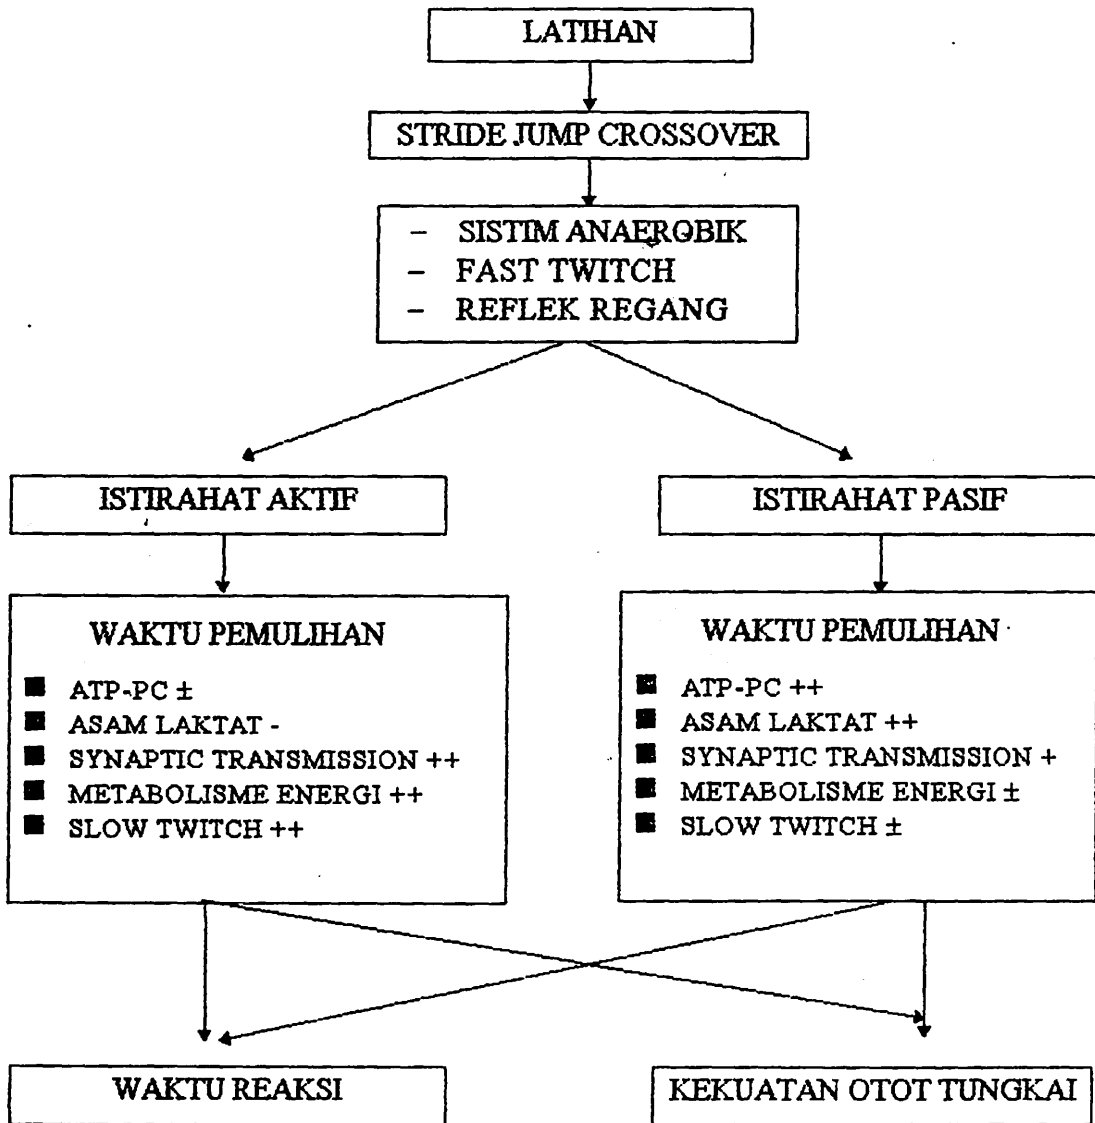 LATIHAN
STRIDE JUMP CROSSOVER
– SISTIM ANAEROBIK
– FAST TWITCH
– REFLEK REGANG
ISTIRAHAT AKTIF
ISTIRAHAT PASIF
WAKTU PEMULIHAN
■ ATP-PC ±
■ ASAM LAKTAT -
■ SYNAPTIC TRANSMISSION ++
■ METABOLISME ENERGI ++
■ SLOW TWITCH ++
WAKTU PEMULIHAN
■ ATP-PC ++
■ ASAM LAKTAT ++
■ SYNAPTIC TRANSMISSION +
■ METABOLISME ENERGI ±
■ SLOW TWITCH ±
WAKTU REAKSI
KEKUATAN OTOT TUNGKAI